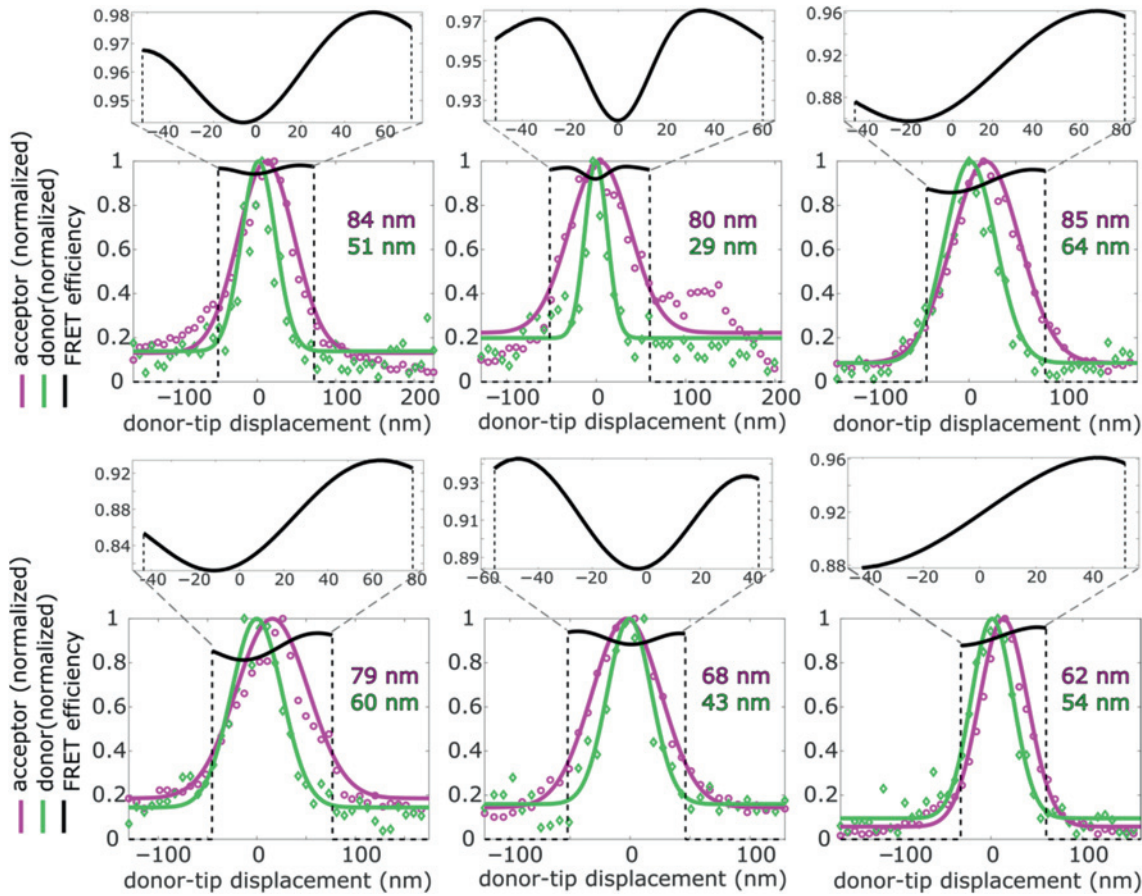 0.98
0.97
0.96
0.95
−40 −20 0 20 40 60
0.97
0.95
0.93
−40 −20 0 20 40 60
0.96
0.92
0.88
−40 −20 0 20 40 60 80
acceptor (normalized)
donor(normalized)
FRET efficiency
1
0.8
0.6
0.4
0.2
0
84 nm
51 nm
−100 0 100 200
donor-tip displacement (nm)
1
0.8
0.6
0.4
0.2
0
80 nm
29 nm
−100 0 100 200
donor-tip displacement (nm)
1
0.8
0.6
0.4
0.2
0
85 nm
64 nm
−100 0 100
donor-tip displacement (nm)
0.92
0.88
0.84
−40 −20 0 20 40 60 80
0.93
0.91
0.89
−60 −40 −20 0 20 40
0.96
0.92
0.88
−40 −20 0 20 40
acceptor (normalized)
donor(normalized)
FRET efficiency
1
0.8
0.6
0.4
0.2
0
79 nm
60 nm
−100 0 100
donor-tip displacement (nm)
1
0.8
0.6
0.4
0.2
0
68 nm
43 nm
−100 0 100
donor-tip displacement (nm)
1
0.8
0.6
0.4
0.2
0
62 nm
54 nm
−100 0 100
donor-tip displacement (nm)